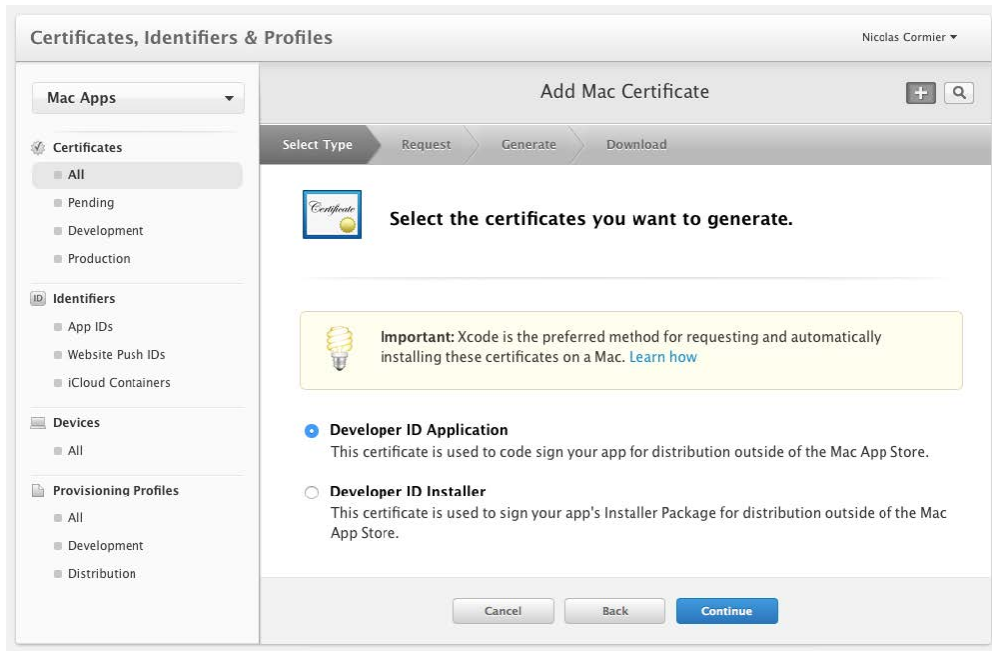 Certificates, Identifiers & Profiles
Nicolas Cormier
Mac Apps
Add Mac Certificate
Certificates
All
Pending
Development
Production
Identifiers
ID
App IDs
Website Push IDs
iCloud Containers
Devices
All
Provisioning Profiles
All
Development
Distribution
Select Type
Request
Generate
Download
Certificate
Select the certificates you want to generate.
Important: Xcode is the preferred method for requesting and automatically
installing these certificates on a Mac. Learn how
Developer ID Application
This certificate is used to code sign your app for distribution outside of the Mac App Store.
Developer ID Installer
This certificate is used to sign your app's Installer Package for distribution outside of the Mac
App Store.
Cancel
Back
Continue